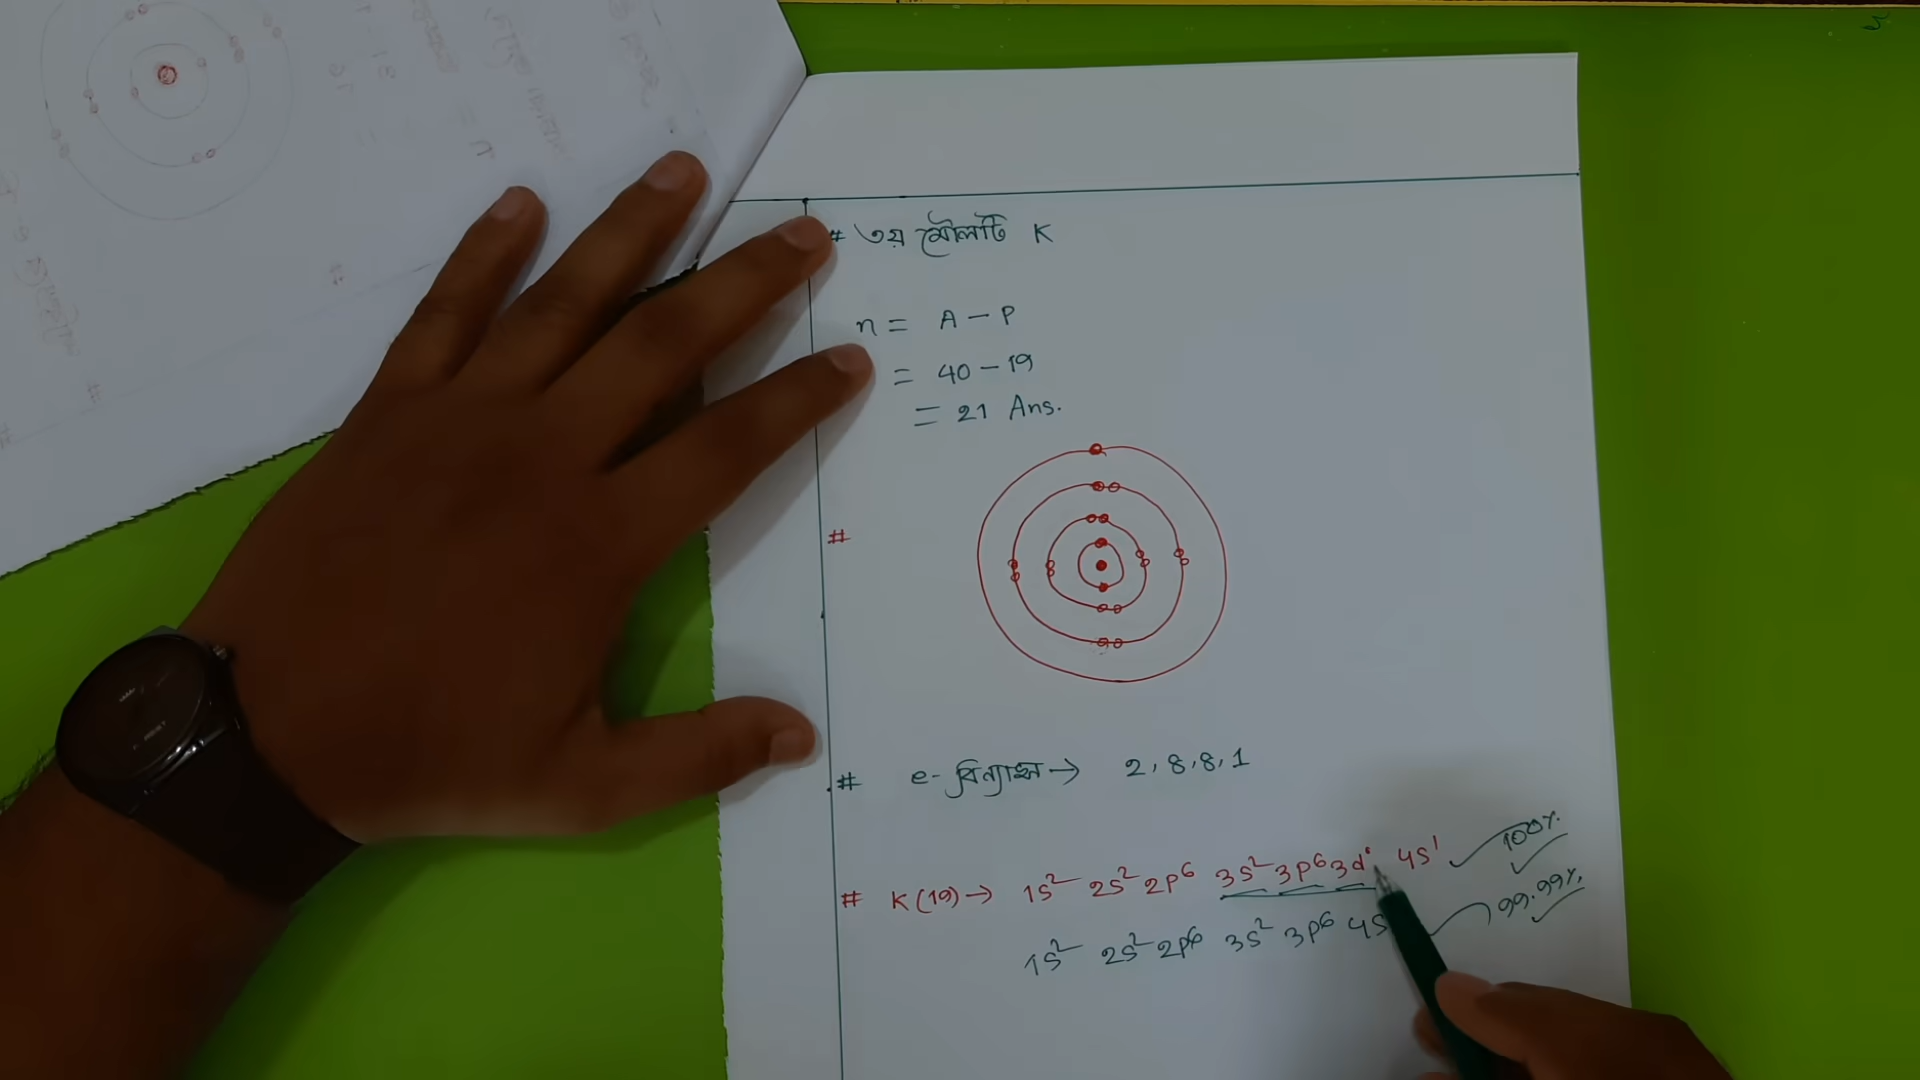 # ৩য় মৌলটি K
n = A - P
= 40 - 19
= 21 Ans.
#
# e- বিন্যাস → 2, 8, 8, 1
# K (19) → 1s² 2s² 2p⁶ 3s² 3p⁶ 3d⁰ 4s¹ 100%.
1s² 2s² 2p⁶ 3s² 3p⁶ 4s 99.99%.